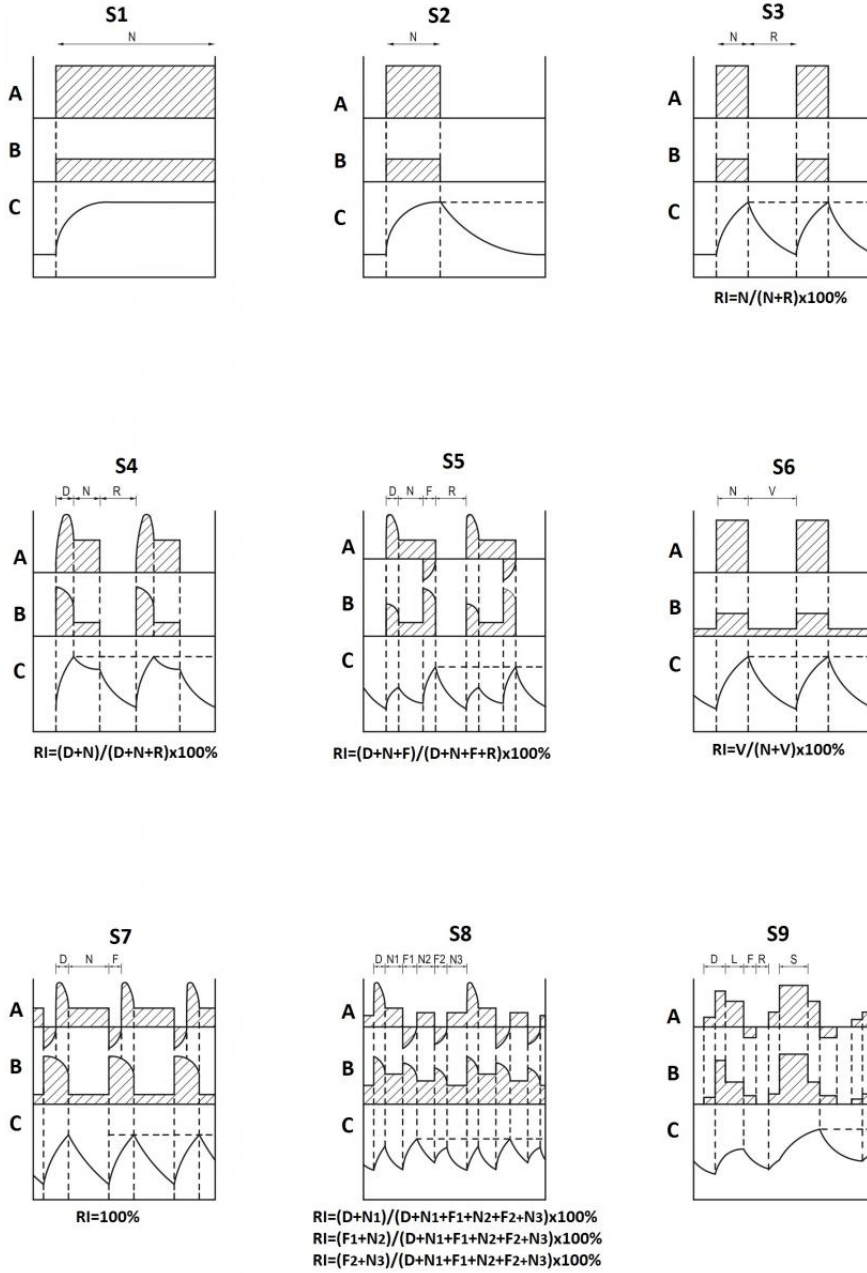 S1 S2 S3
N N N R
A A A
B B B
C C C
RI=N/(N+R)x100%
S4 S5 S6
D N R D N F R N V
A A A
B B B
C C C
RI=(D+N)/(D+N+R)x100% RI=(D+N+F)/(D+N+F+R)x100% RI=V/(N+V)x100%
S7 S8 S9
D N F D N1 F1 N2 F2 N3 D L F R S
A A A
B B B
C C C
RI=100% RI=(D+N1)/(D+N1+F1+N2+F2+N3)x100%
RI=(F1+N2)/(D+N1+F1+N2+F2+N3)x100%
RI=(F2+N3)/(D+N1+F1+N2+F2+N3)x100%